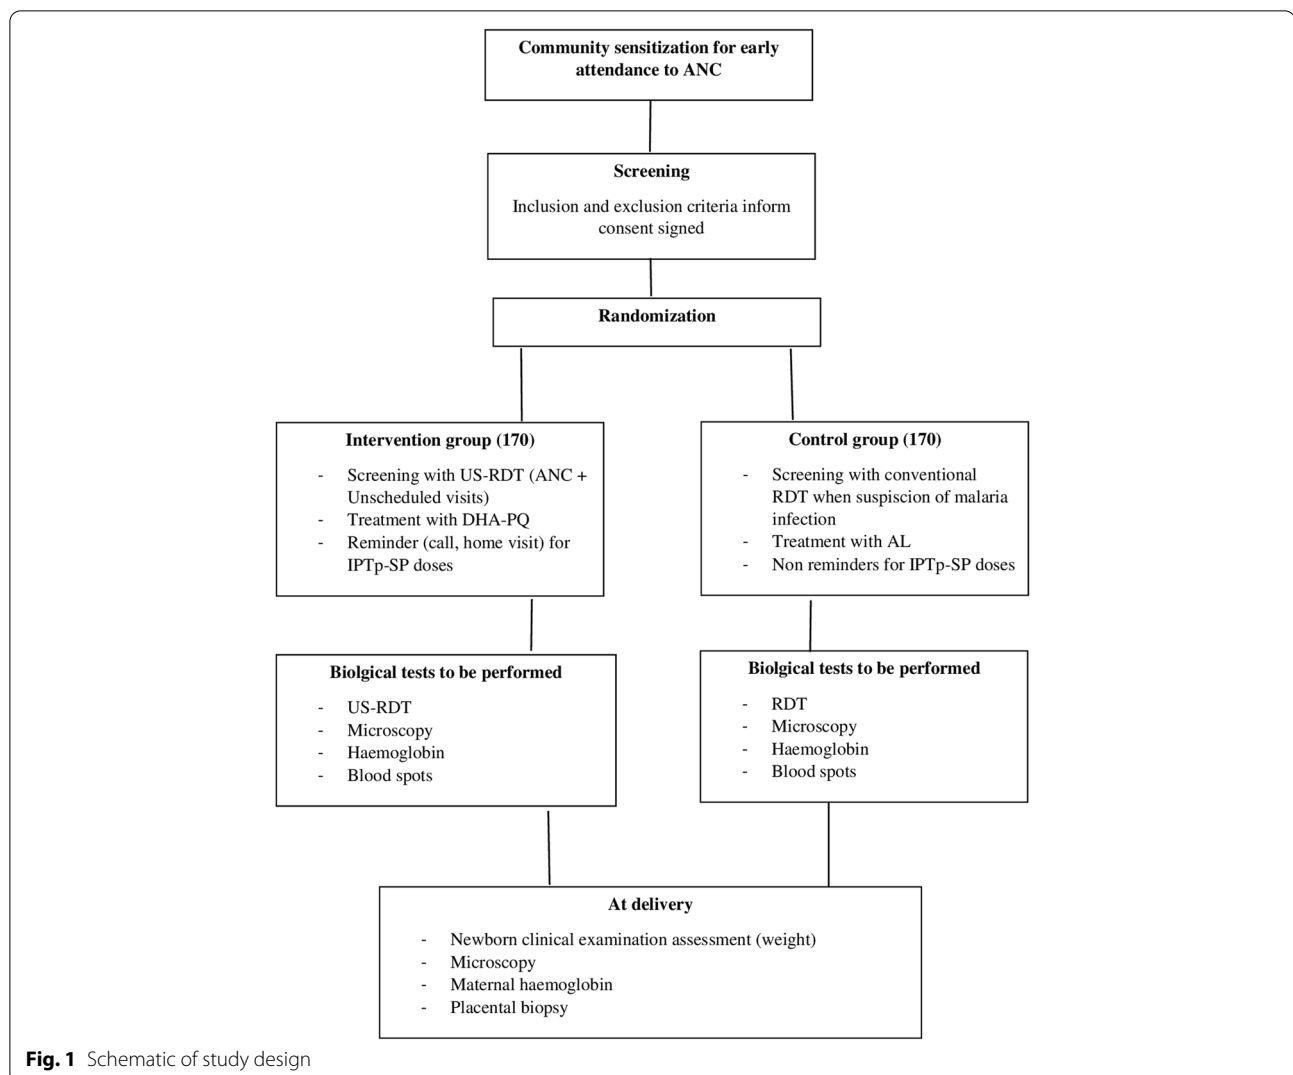 Community sensitization for early
attendance to ANC
Screening
Inclusion and exclusion criteria inform
consent signed
Randomization
Intervention group (170)
- Screening with US-RDT (ANC +
Unscheduled visits)
- Treatment with DHA-PQ
- Reminder (call, home visit) for
IPTp-SP doses
Control group (170)
- Screening with conventional
RDT when suspiscion of malaria
infection
- Treatment with AL
- Non reminders for IPTp-SP doses
Biolgical tests to be performed
- US-RDT
- Microscopy
- Haemoglobin
- Blood spots
Biolgical tests to be performed
- RDT
- Microscopy
- Haemoglobin
- Blood spots
At delivery
- Newborn clinical examination assessment (weight)
- Microscopy
- Maternal haemoglobin
- Placental biopsy
Fig. 1 Schematic of study design